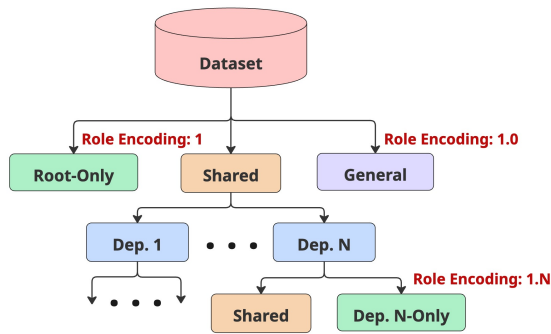 Dataset
Role Encoding: 1
Role Encoding: 1.0
Root-Only
Shared
General
Dep. 1
Dep. N
Role Encoding: 1.N
Shared
Dep. N-Only